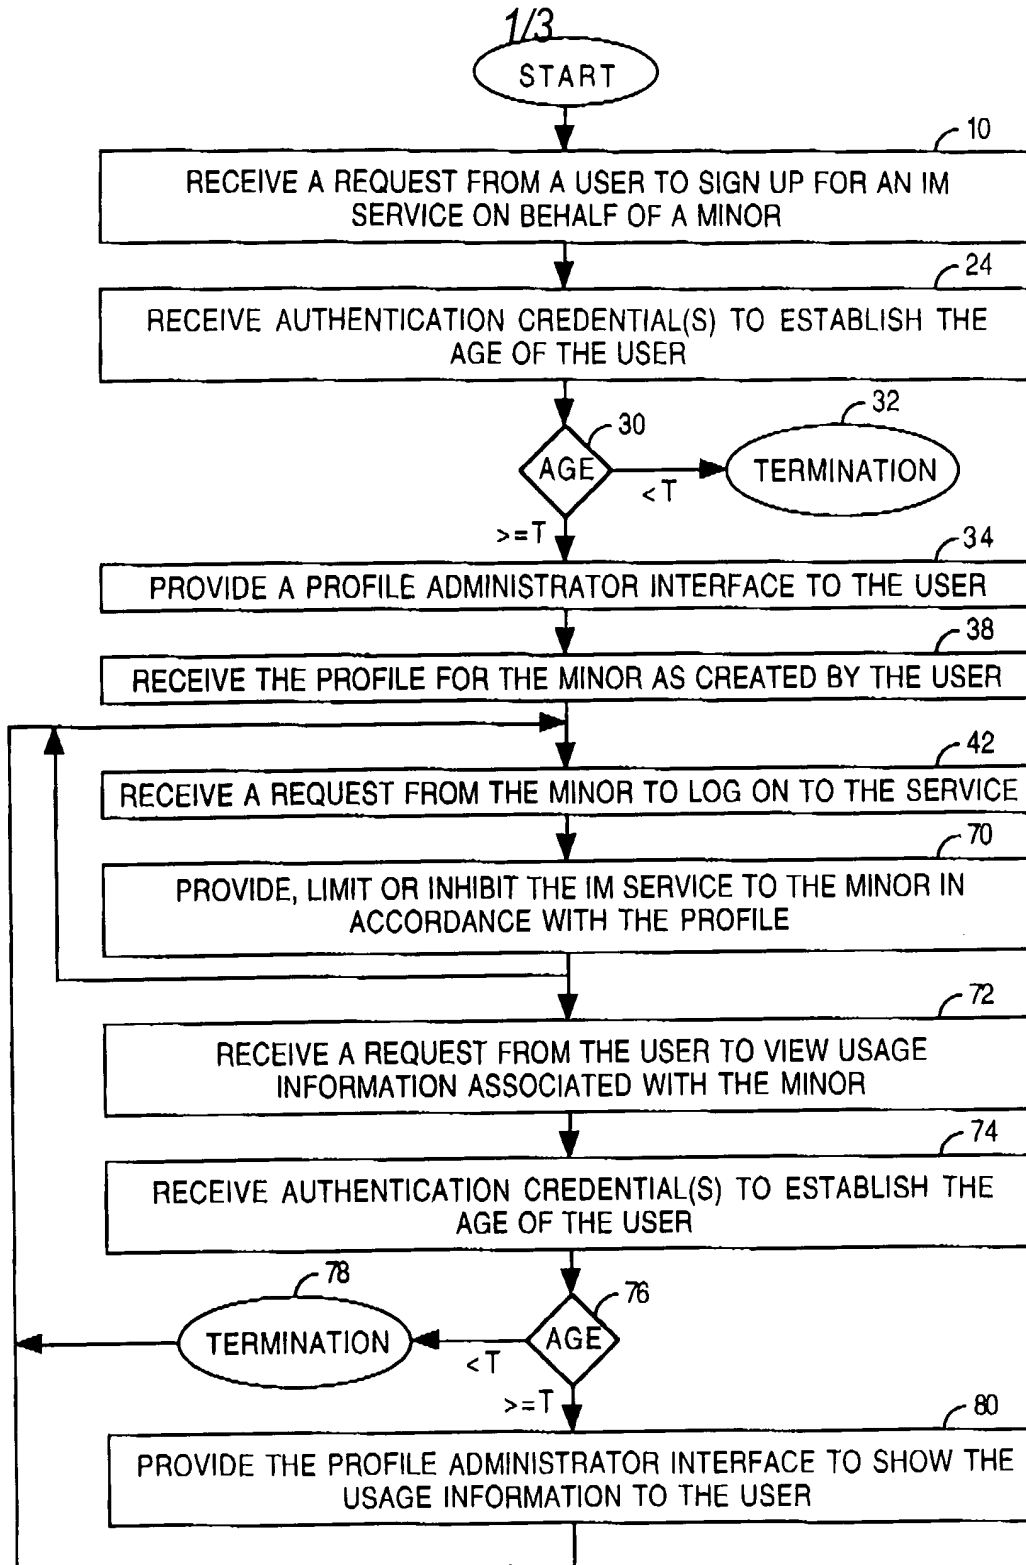 1/3
START
10
RECEIVE A REQUEST FROM A USER TO SIGN UP FOR AN IM
SERVICE ON BEHALF OF A MINOR
24
RECEIVE AUTHENTICATION CREDENTIAL(S) TO ESTABLISH THE
AGE OF THE USER
30
32
AGE
TERMINATION
<T
>=T
34
PROVIDE A PROFILE ADMINISTRATOR INTERFACE TO THE USER
38
RECEIVE THE PROFILE FOR THE MINOR AS CREATED BY THE USER
42
RECEIVE A REQUEST FROM THE MINOR TO LOG ON TO THE SERVICE
70
PROVIDE, LIMIT OR INHIBIT THE IM SERVICE TO THE MINOR IN
ACCORDANCE WITH THE PROFILE
72
RECEIVE A REQUEST FROM THE USER TO VIEW USAGE
INFORMATION ASSOCIATED WITH THE MINOR
74
RECEIVE AUTHENTICATION CREDENTIAL(S) TO ESTABLISH THE
AGE OF THE USER
78
76
TERMINATION
AGE
<T
>=T
80
PROVIDE THE PROFILE ADMINISTRATOR INTERFACE TO SHOW THE
USAGE INFORMATION TO THE USER